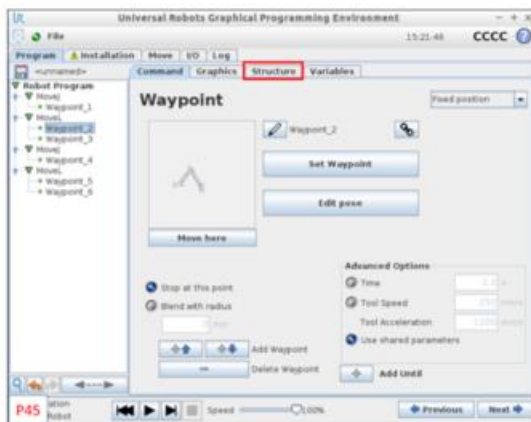 Universal Robots Graphical Programming Environment
File 15:21:48 CCCC ?
Program Installation Move I/O Log
<unnamed> Command Graphics Structure Variables
Robot Program
MoveJ
Waypoint_1
MoveL
Waypoint_2
Waypoint_3
MoveJ
Waypoint_4
MoveL
Waypoint_5
Waypoint_6
Waypoint
Fixed position
Waypoint_2
Set Waypoint
Edit pose
Move here
Stop at this point
Blend with radius
mm
Add Waypoint
Delete Waypoint
Advanced Options
Time
Tool Speed
Tool Acceleration
Use shared parameters
Add Until
P45
ation
Robot
Speed 100%
Previous
Next